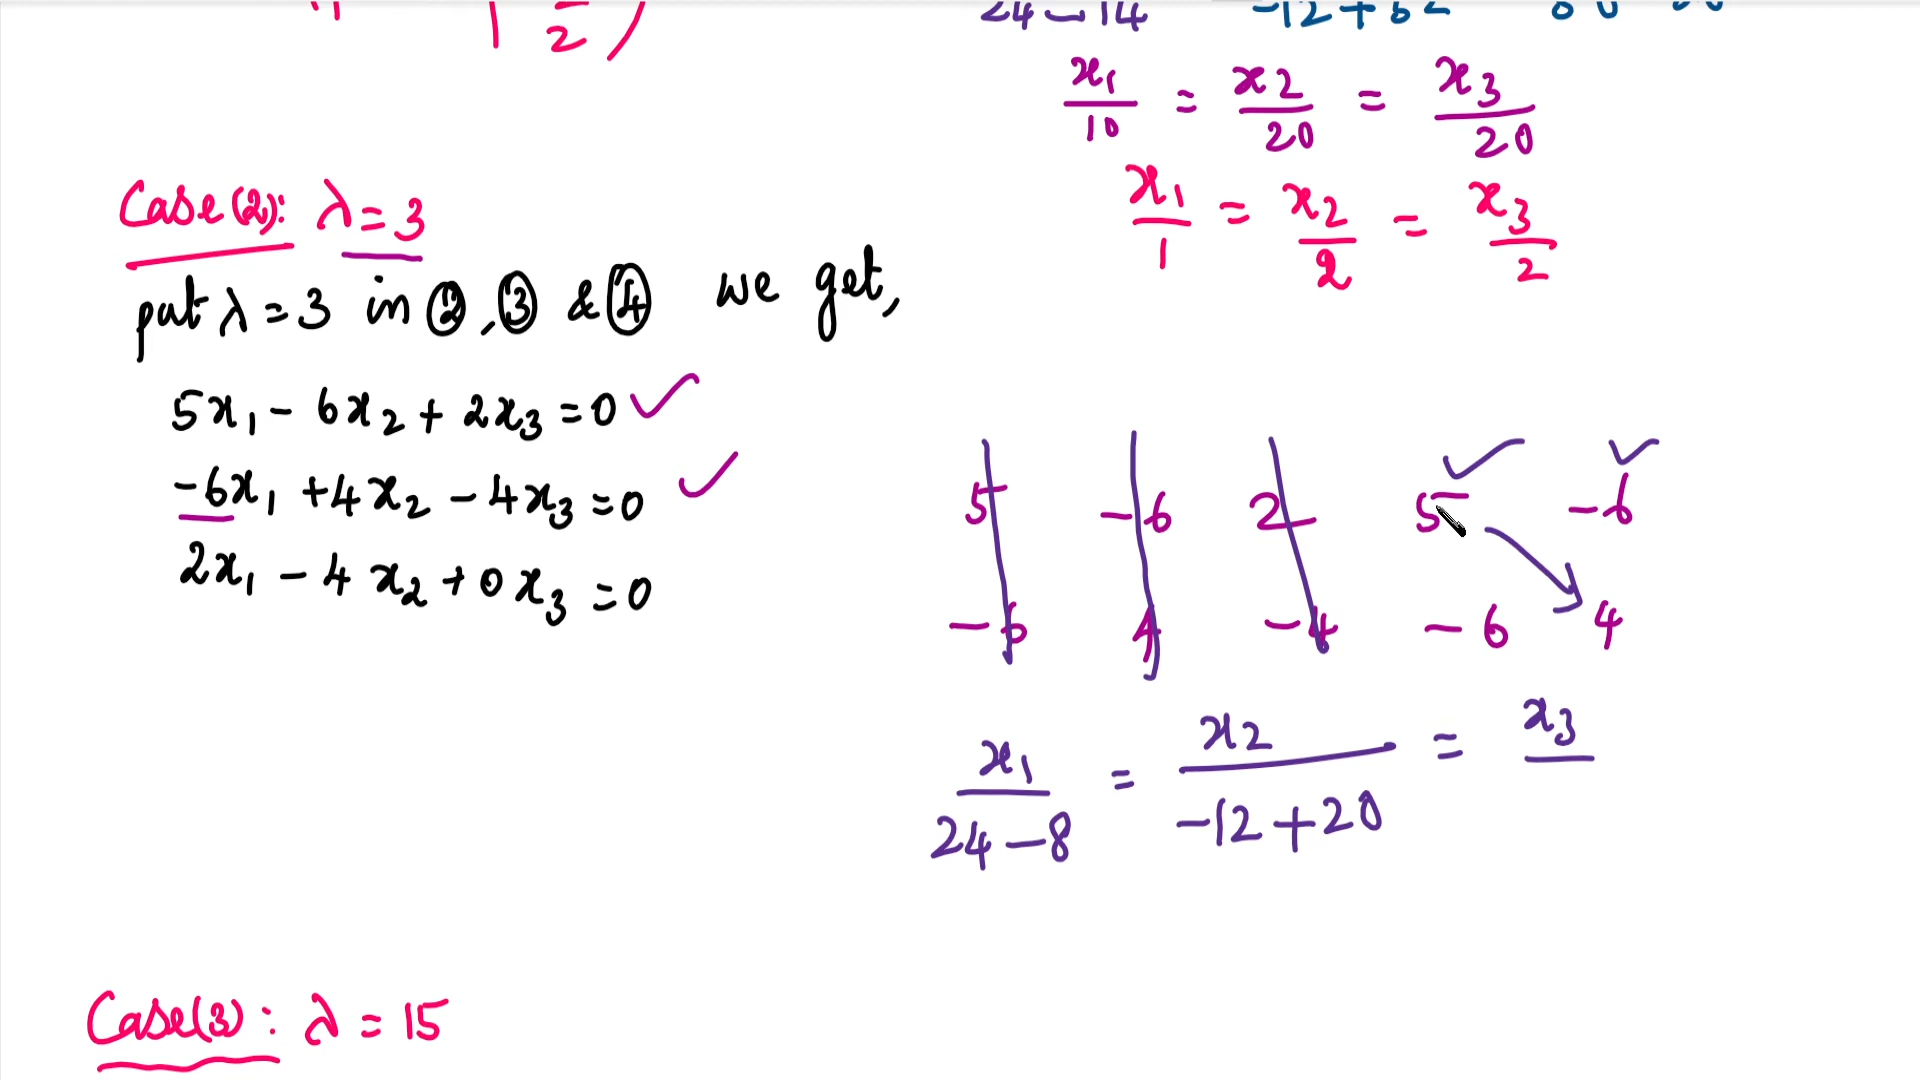 24 - 14
x₁/10 = x₂/20 = x₃/20
x₁/1 = x₂/2 = x₃/2
Case(2): λ = 3
put λ = 3 in ②, ③ & ④ we get,
5x₁ - 6x₂ + 2x₃ = 0 ✓
-6x₁ + 4x₂ - 4x₃ = 0 ✓
2x₁ - 4x₂ + 0x₃ = 0
5 -6 2 5 -6
-6 4 -4 -6 4
x₁/(24 - 8) = x₂/(-12 + 20) = x₃/
Case(3): λ = 15